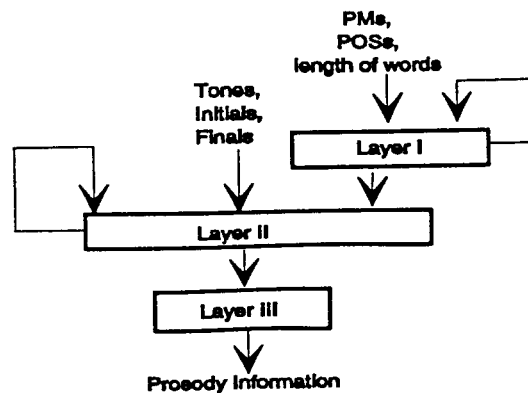 PMs,
POSs,
length of words
Tones,
Initials,
Finals
Layer I
Layer II
Layer III
Prosody Information